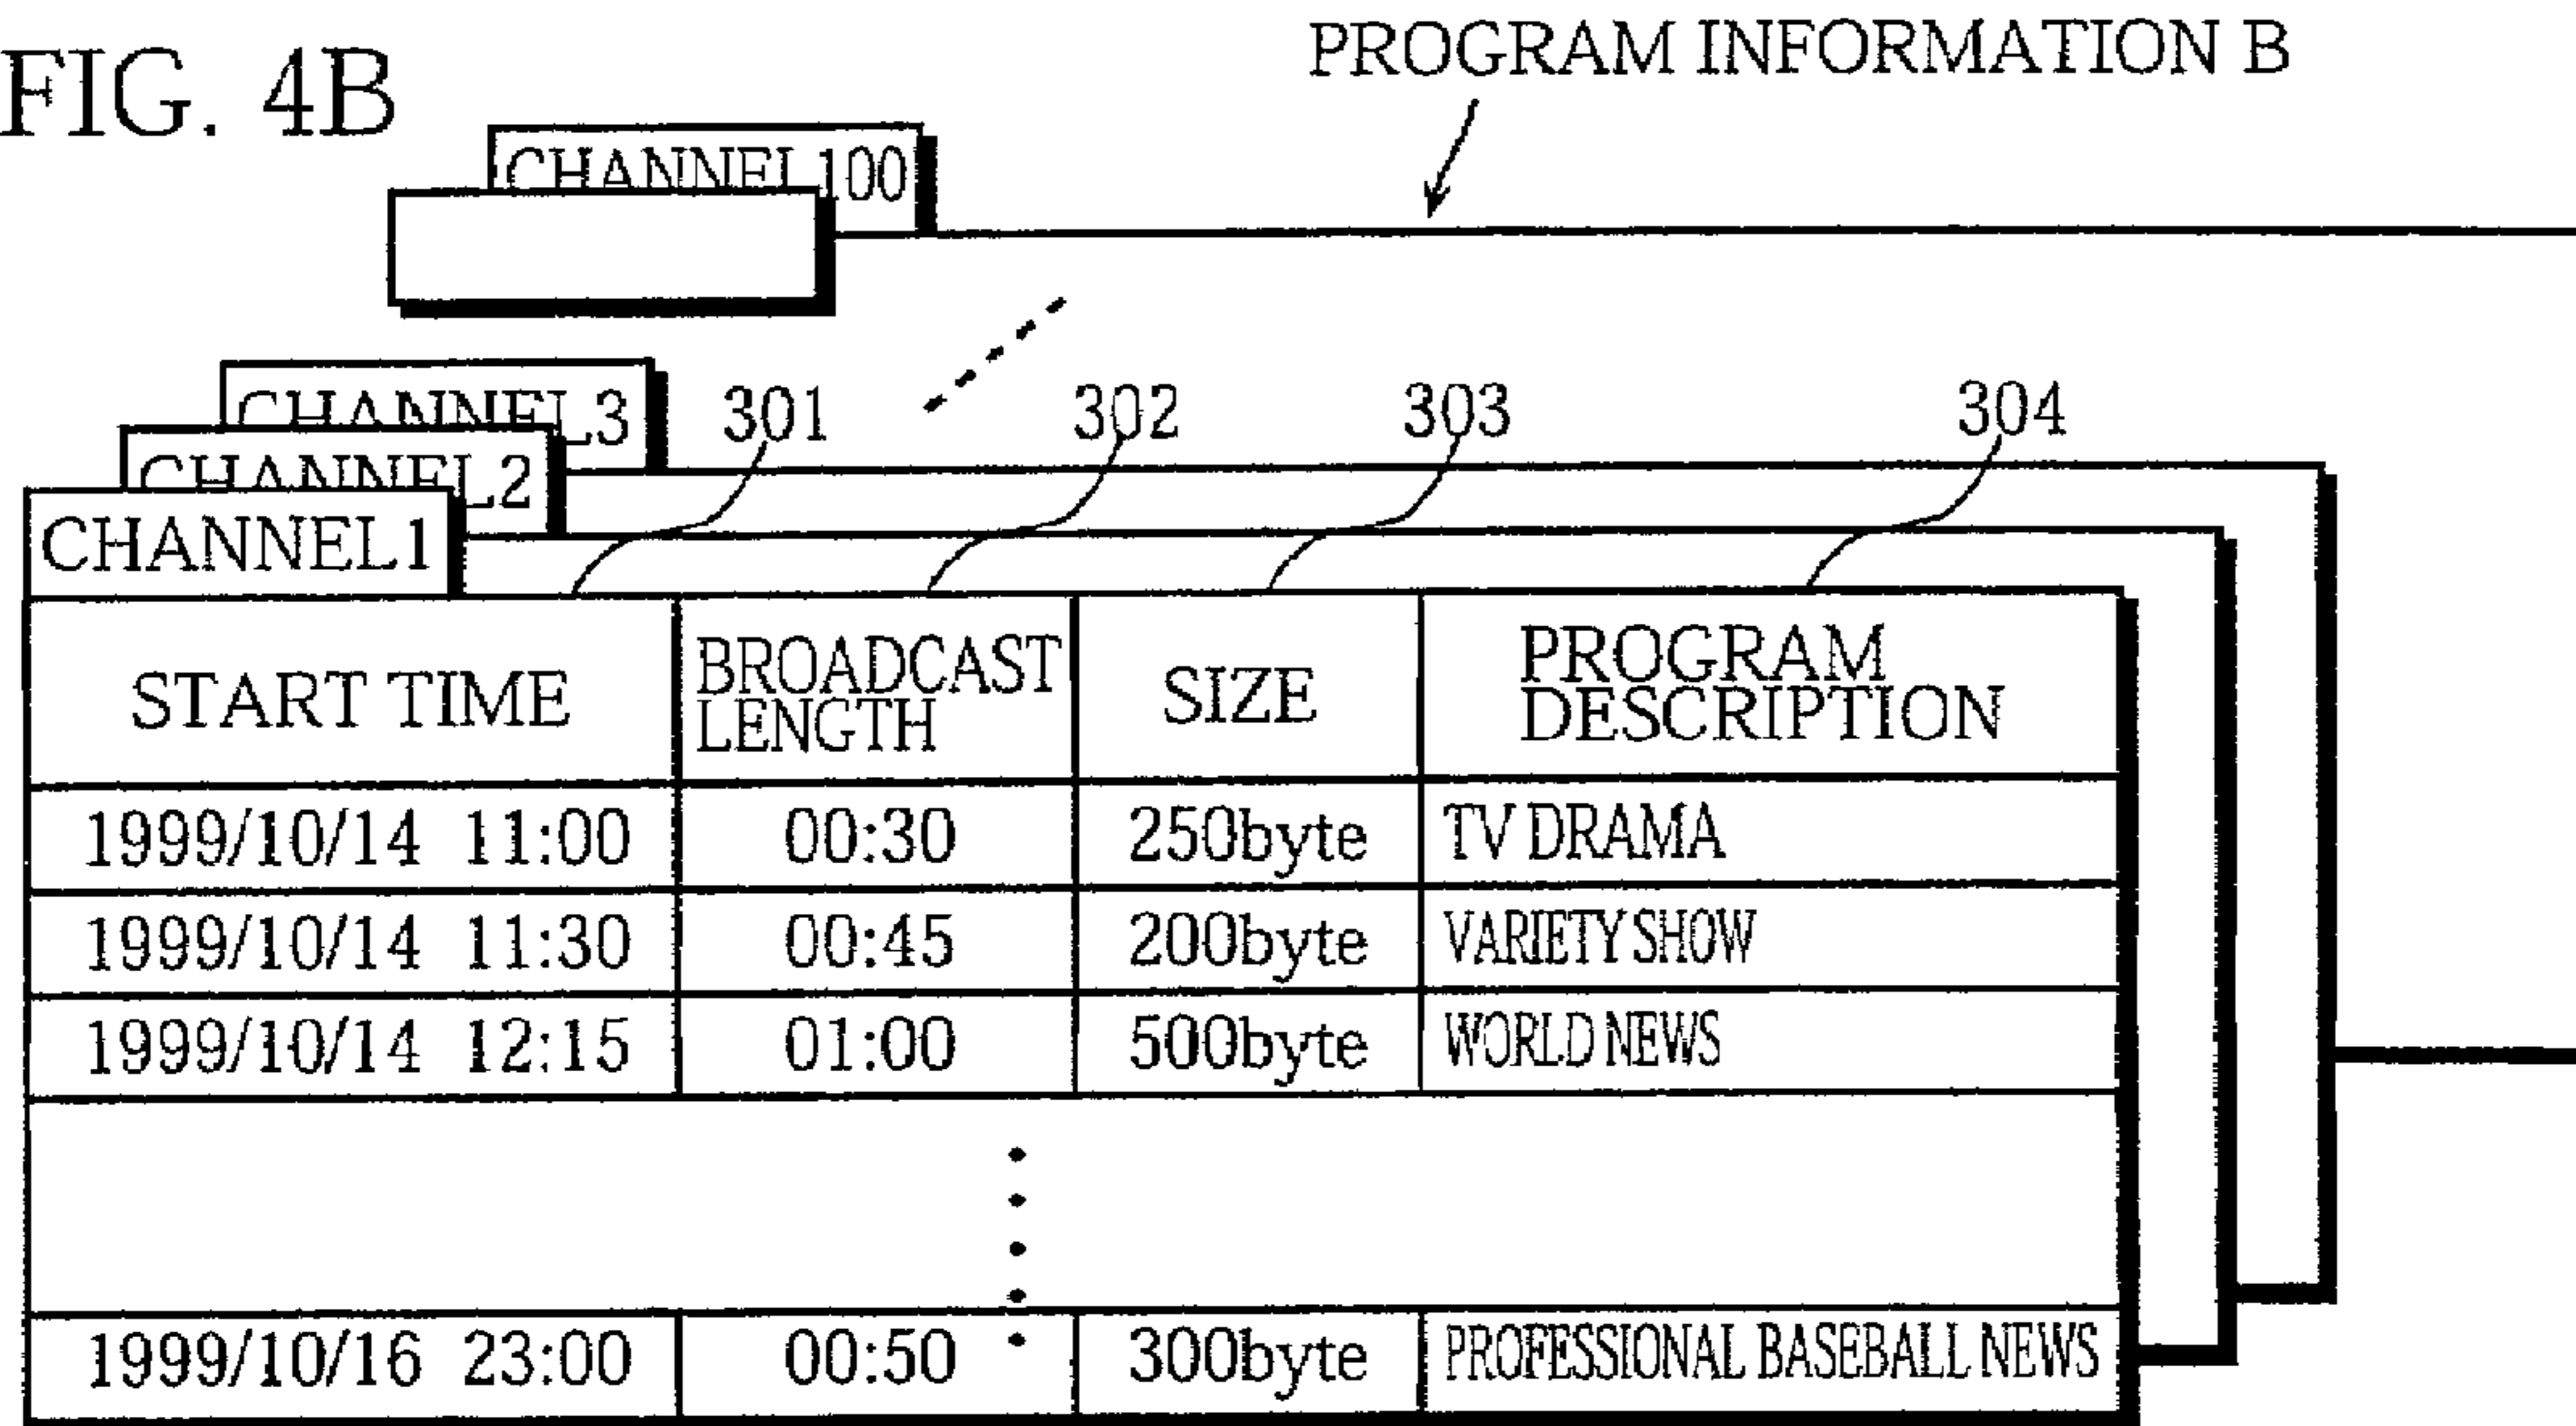 FIG. 4B
PROGRAM INFORMATION B
CHANNEL100
CHANNEL3
CHANNEL2
CHANNEL1
301 302 303 304
START TIME BROADCAST LENGTH SIZE PROGRAM DESCRIPTION
1999/10/14 11:00 00:30 250byte TV DRAMA
1999/10/14 11:30 00:45 200byte VARIETY SHOW
1999/10/14 12:15 01:00 500byte WORLD NEWS
1999/10/16 23:00 00:50 300byte PROFESSIONAL BASEBALL NEWS